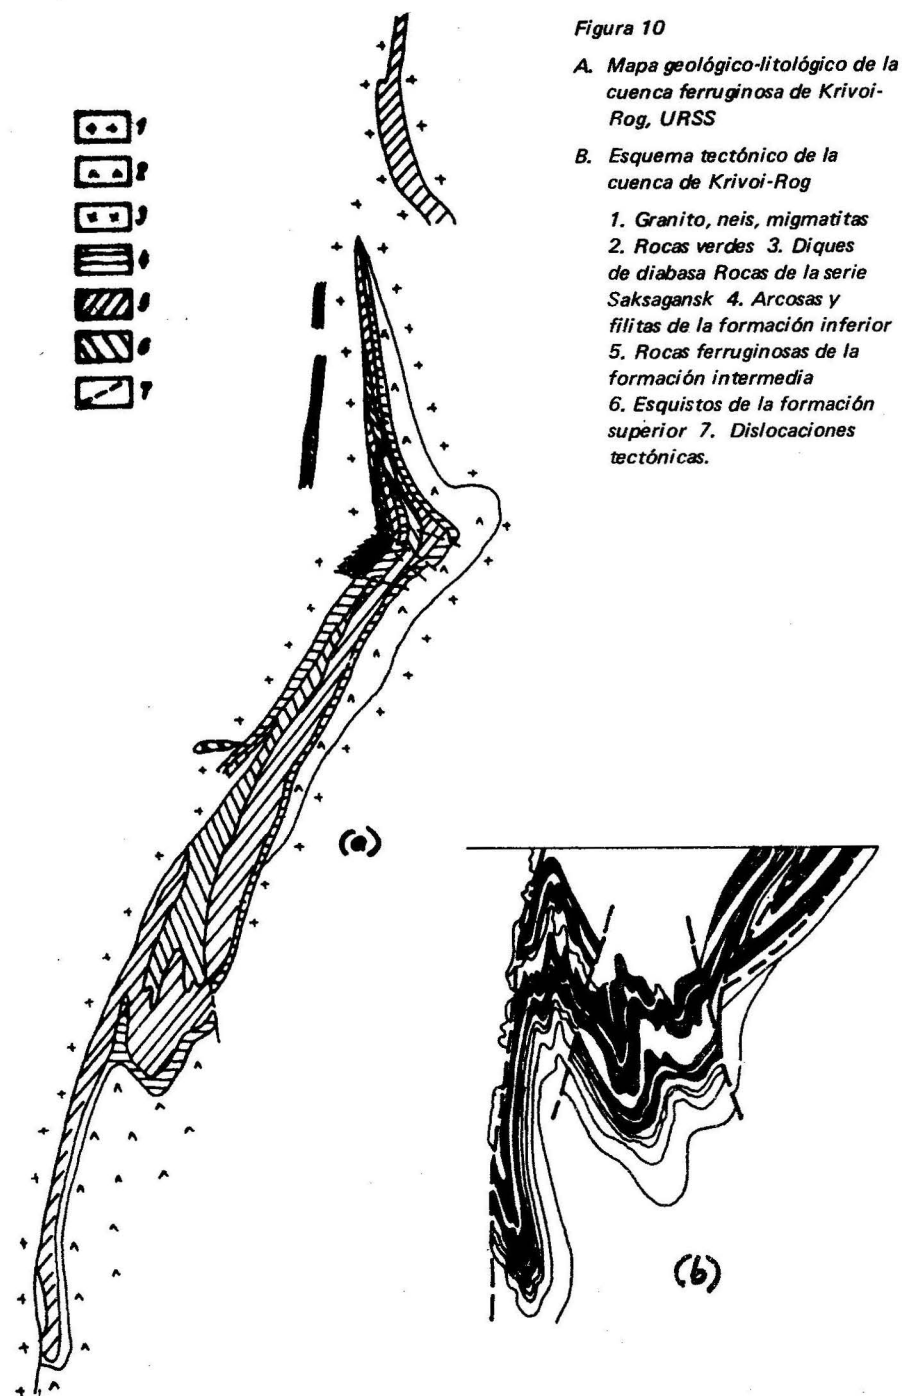 Figura 10
A. Mapa geológico-litológico de la
cuenca ferruginosa de Krivoi-
Rog, URSS
B. Esquema tectónico de la
cuenca de Krivoi-Rog
1. Granito, neis, migmatitas
2. Rocas verdes 3. Diques
de diabasa Rocas de la serie
Saksagansk 4. Arcosas y
filitas de la formación inferior
5. Rocas ferruginosas de la
formación intermedia
6. Esquistos de la formación
superior 7. Dislocaciones
tectónicas.
1
2
3
4
5
6
7
(a)
(b)